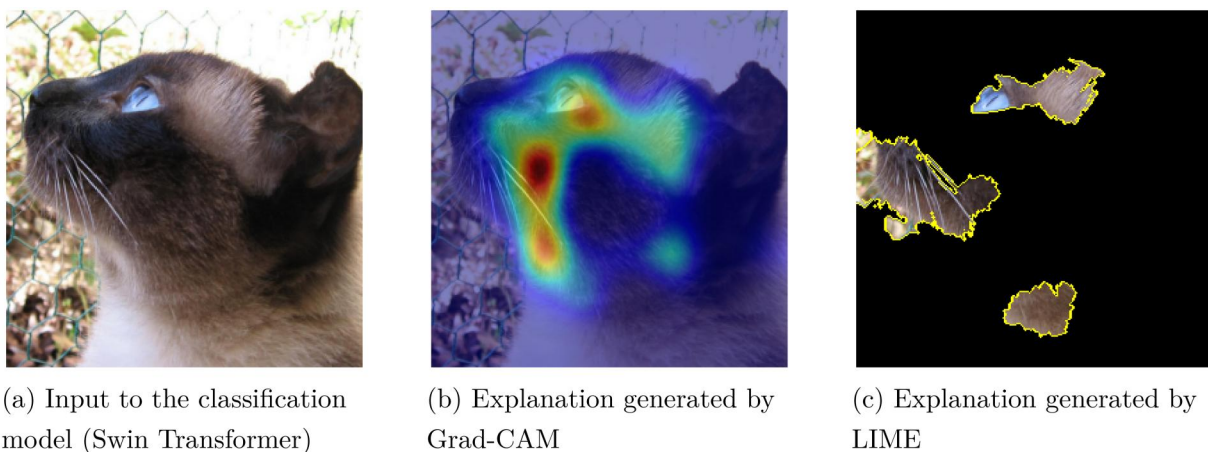 (a) Input to the classification
model (Swin Transformer)
(b) Explanation generated by
Grad-CAM
(c) Explanation generated by
LIME